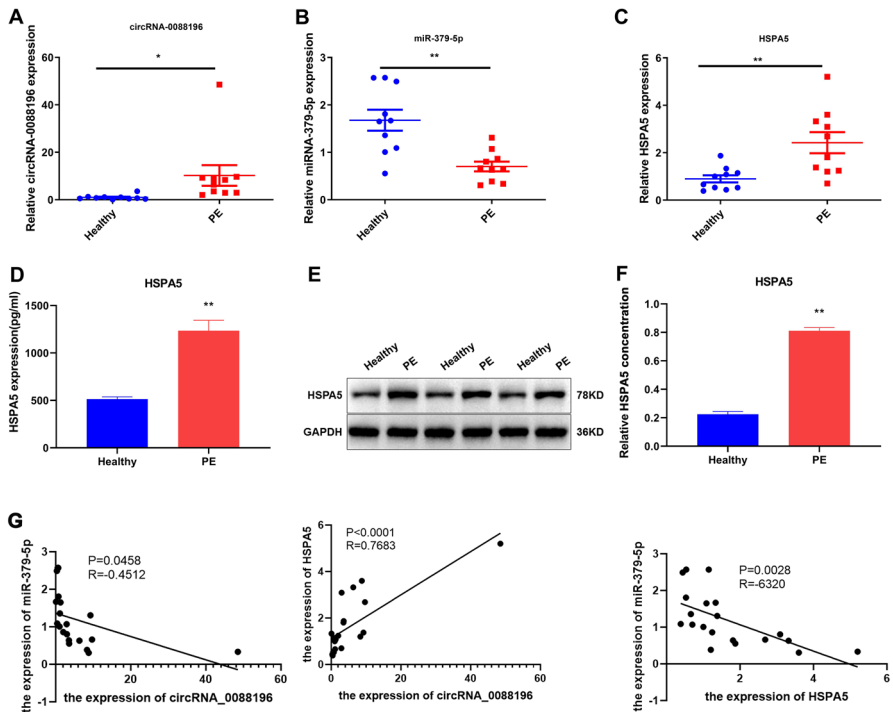 A
circRNA-0088196
Relative circRNA-0088196 expression
60
40
20
0
*
Healthy
PE
B
miR-379-5p
Relative miRNA-379-5p expression
3
2
1
0
**
Healthy
PE
C
HSPA5
Relative HSPA5 expression
6
4
2
0
**
Healthy
PE
D
HSPA5
HSPA5 expression(pg/ml)
1500
1000
500
0
**
Healthy
PE
E
Healthy PE Healthy PE Healthy PE
HSPA5 78KD
GAPDH 36KD
F
HSPA5
Relative HSPA5 concentration
1.0
0.8
0.6
0.4
0.2
0.0
**
Healthy
PE
G
the expression of miR-379-5p
3
2
1
0
-1
P=0.0458
R=-0.4512
20 40 60
the expression of circRNA_0088196
the expression of HSPA5
6
4
2
0
P<0.0001
R=0.7683
0 20 40 60
the expression of circRNA_0088196
the expression of miR-379-5p
3
2
1
0
-1
P=0.0028
R=-6320
2 4 6
the expression of HSPA5